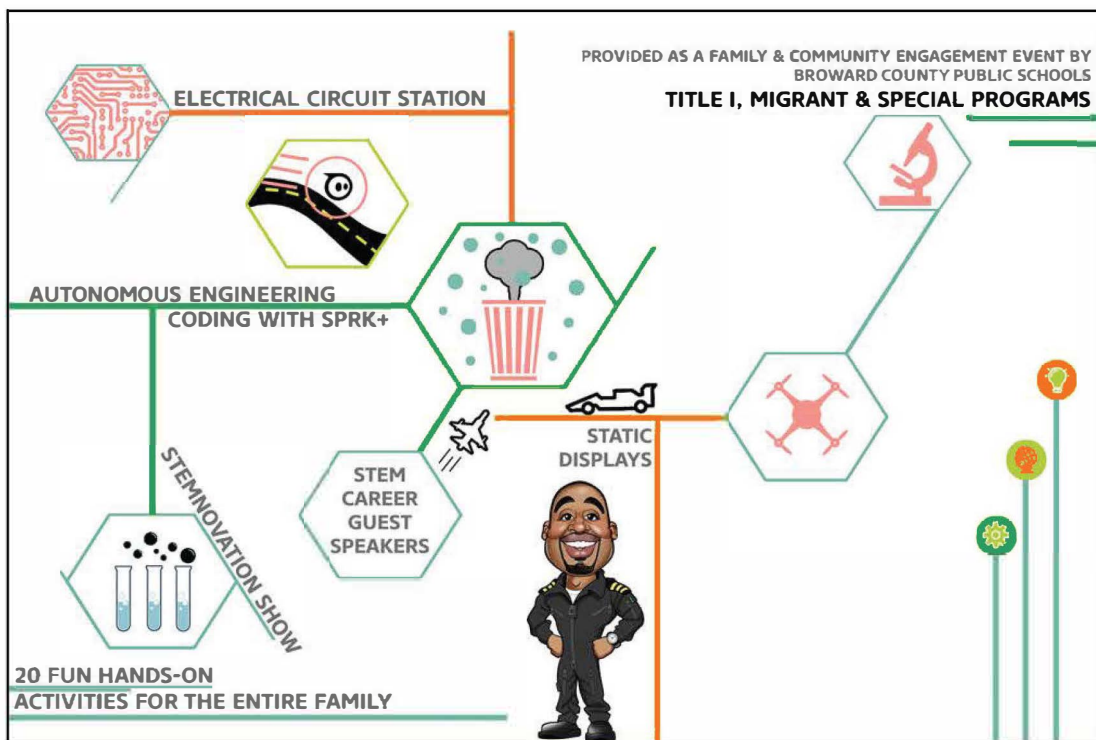 PROVIDED AS A FAMILY & COMMUNITY ENGAGEMENT EVENT BY
BROWARD COUNTY PUBLIC SCHOOLS
TITLE I, MIGRANT & SPECIAL PROGRAMS
ELECTRICAL CIRCUIT STATION
AUTONOMOUS ENGINEERING
CODING WITH SPRK+
STATIC
DISPLAYS
STEM
CAREER
GUEST
SPEAKERS
STEMNOVATION SHOW
20 FUN HANDS-ON
ACTIVITIES FOR THE ENTIRE FAMILY